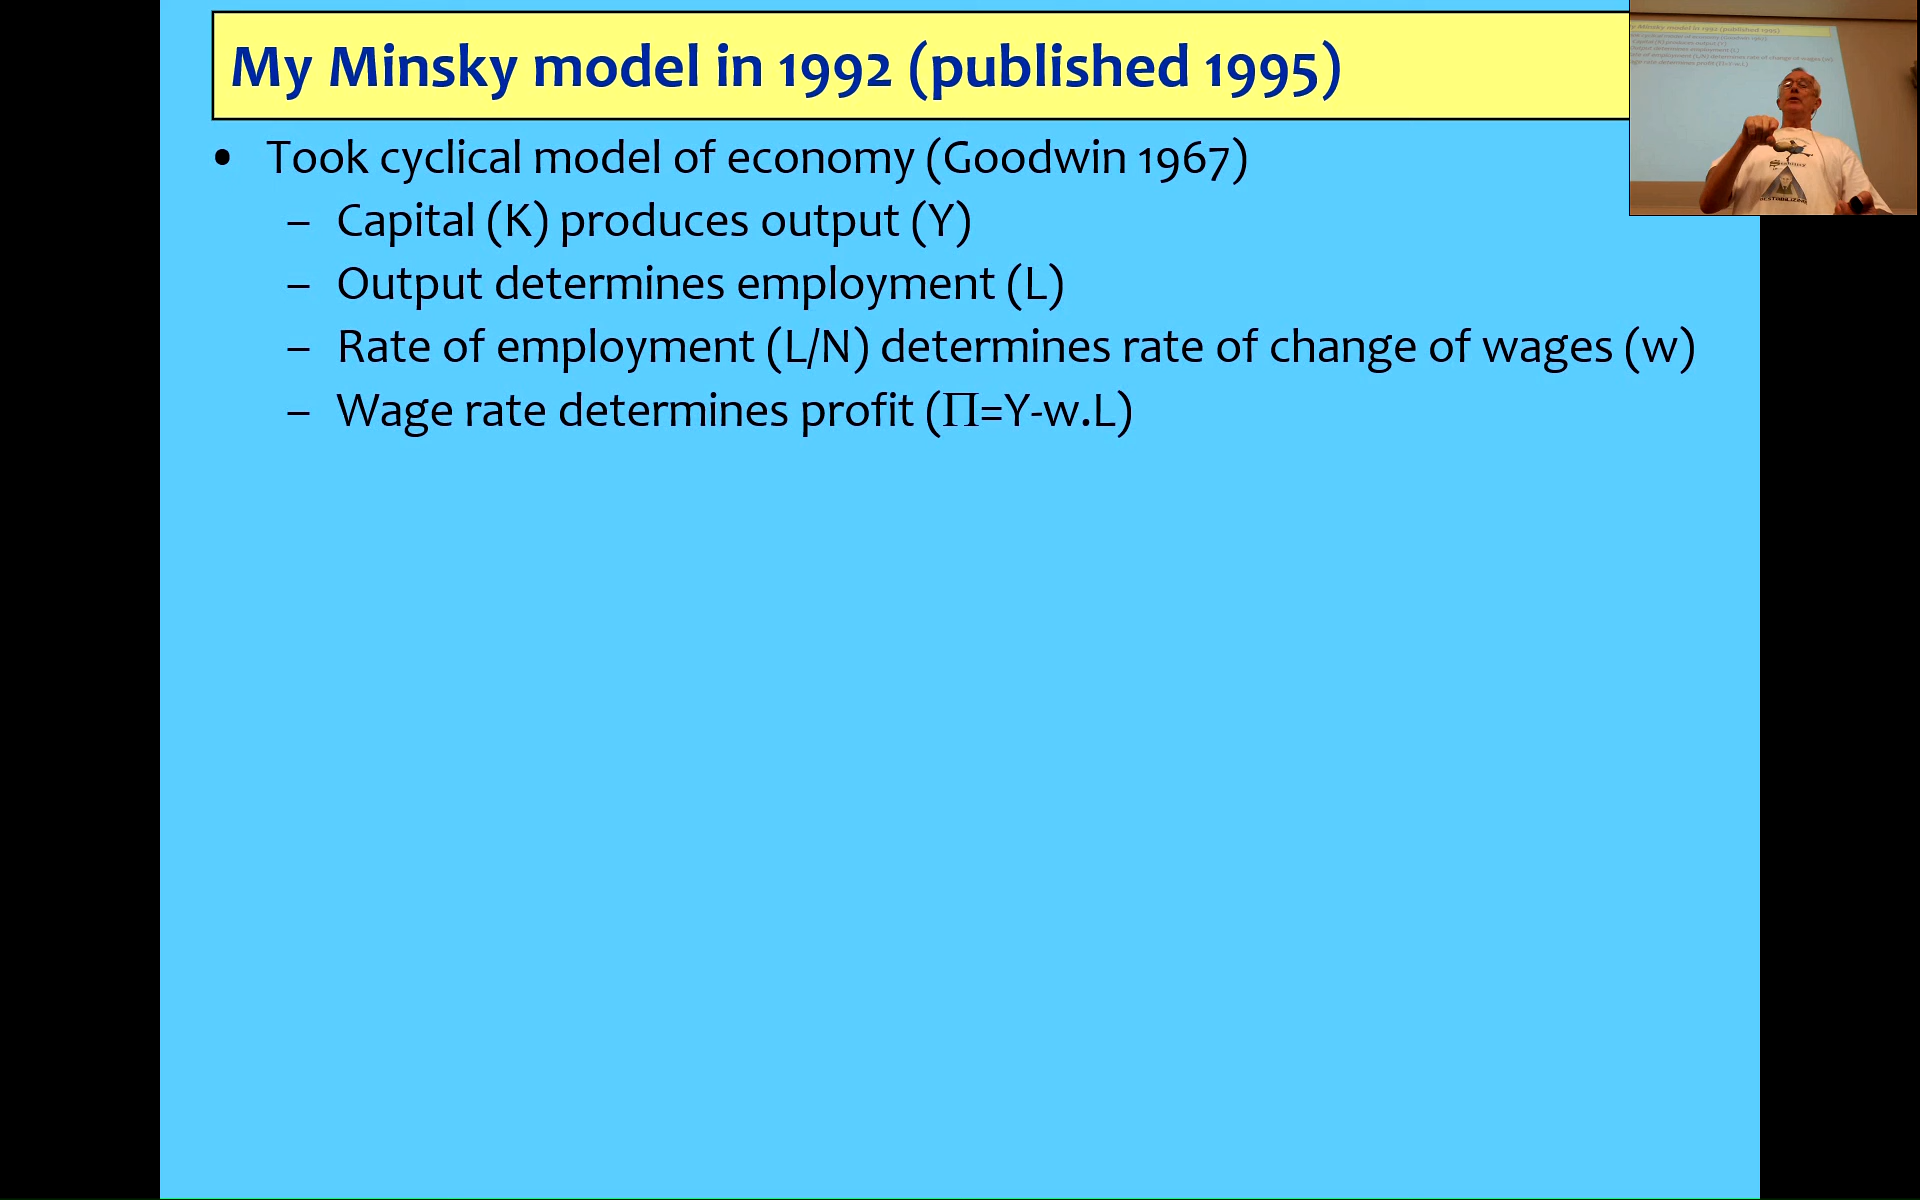 My Minsky model in 1992 (published 1995)
• Took cyclical model of economy (Goodwin 1967)
– Capital (K) produces output (Y)
– Output determines employment (L)
– Rate of employment (L/N) determines rate of change of wages (w)
– Wage rate determines profit (Π=Y-w.L)